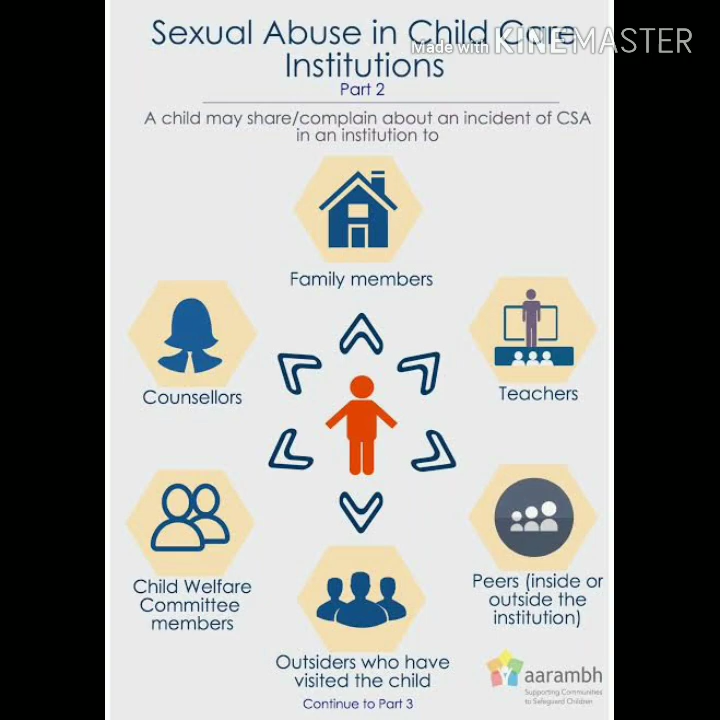 Sexual Abuse in Child Care
Made with KINEMASTER
Institutions
Part 2
A child may share/complain about an incident of CSA
in an institution to
Family members
Counsellors
Teachers
Child Welfare
Committee
members
Peers (inside or
outside the
institution)
Outsiders who have
visited the child
Continue to Part 3
aarambh
Supporting Communities
to Safeguard Children